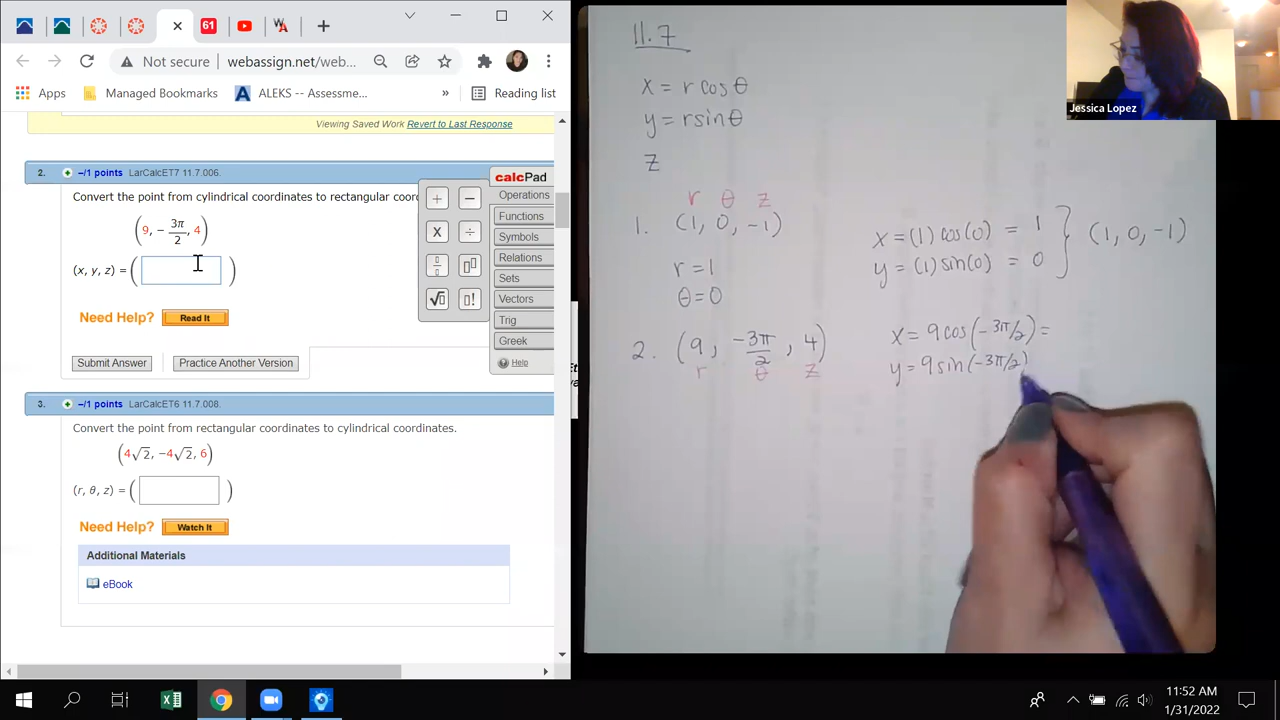 61
Not secure webassign.net/web...
Apps Managed Bookmarks ALEKS -- Assessme... » Reading list
Viewing Saved Work Revert to Last Response
2. –/1 points LarCalcET7 11.7.006.
Convert the point from cylindrical coordinates to rectangular coor
(9, − 3π/2, 4)
(x, y, z) = ( )
Need Help? Read It
Submit Answer Practice Another Version
3. –/1 points LarCalcET6 11.7.008.
Convert the point from rectangular coordinates to cylindrical coordinates.
(4√2, −4√2, 6)
(r, θ, z) = ( )
Need Help? Watch It
Additional Materials
eBook
calcPad
Operations
Functions
Symbols
Relations
Sets
Vectors
Trig
Greek
Help
+ −
x ÷
√ !
11.7
x = r cos θ
y = r sin θ
z
r θ z
1. (1, 0, -1)
r = 1
θ = 0
x = (1) cos(0) = 1
y = (1) sin(0) = 0
} (1, 0, -1)
2. (9, -3π/2, 4)
r θ z
x = 9 cos(-3π/2) =
y = 9 sin(-3π/2)
Jessica Lopez
11:52 AM
1/31/2022